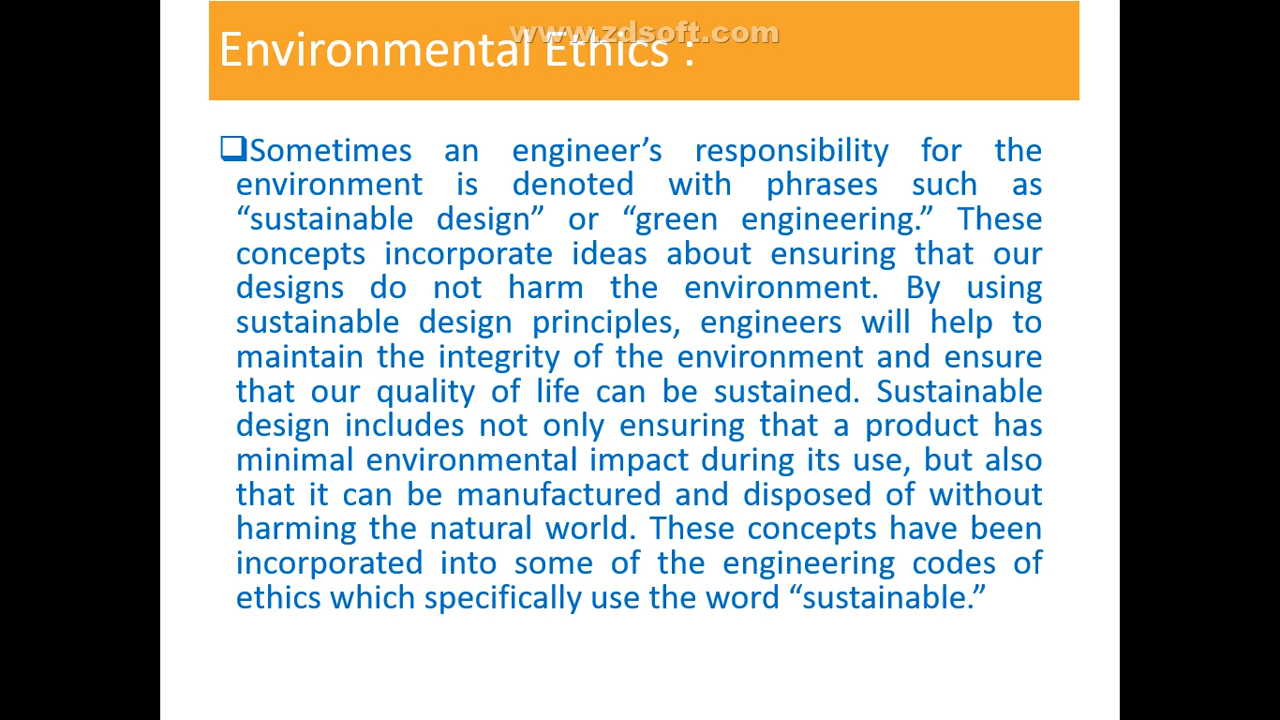 www.zdsoft.com
Environmental Ethics :
❑Sometimes an engineer’s responsibility for the
environment is denoted with phrases such as
“sustainable design” or “green engineering.” These
concepts incorporate ideas about ensuring that our
designs do not harm the environment. By using
sustainable design principles, engineers will help to
maintain the integrity of the environment and ensure
that our quality of life can be sustained. Sustainable
design includes not only ensuring that a product has
minimal environmental impact during its use, but also
that it can be manufactured and disposed of without
harming the natural world. These concepts have been
incorporated into some of the engineering codes of
ethics which specifically use the word “sustainable.”